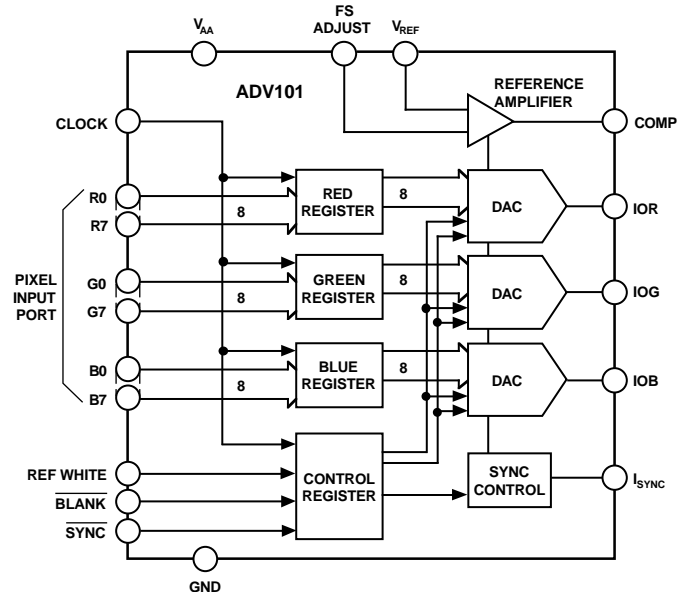 FS
ADJUST
VAA
VREF
ADV101
REFERENCE
AMPLIFIER
CLOCK
COMP
R0
R7
8
RED
REGISTER
8
DAC
IOR
PIXEL
INPUT
PORT
G0
G7
8
GREEN
REGISTER
8
DAC
IOG
B0
B7
8
BLUE
REGISTER
8
DAC
IOB
REF WHITE
BLANK
SYNC
CONTROL
REGISTER
SYNC
CONTROL
ISYNC
GND